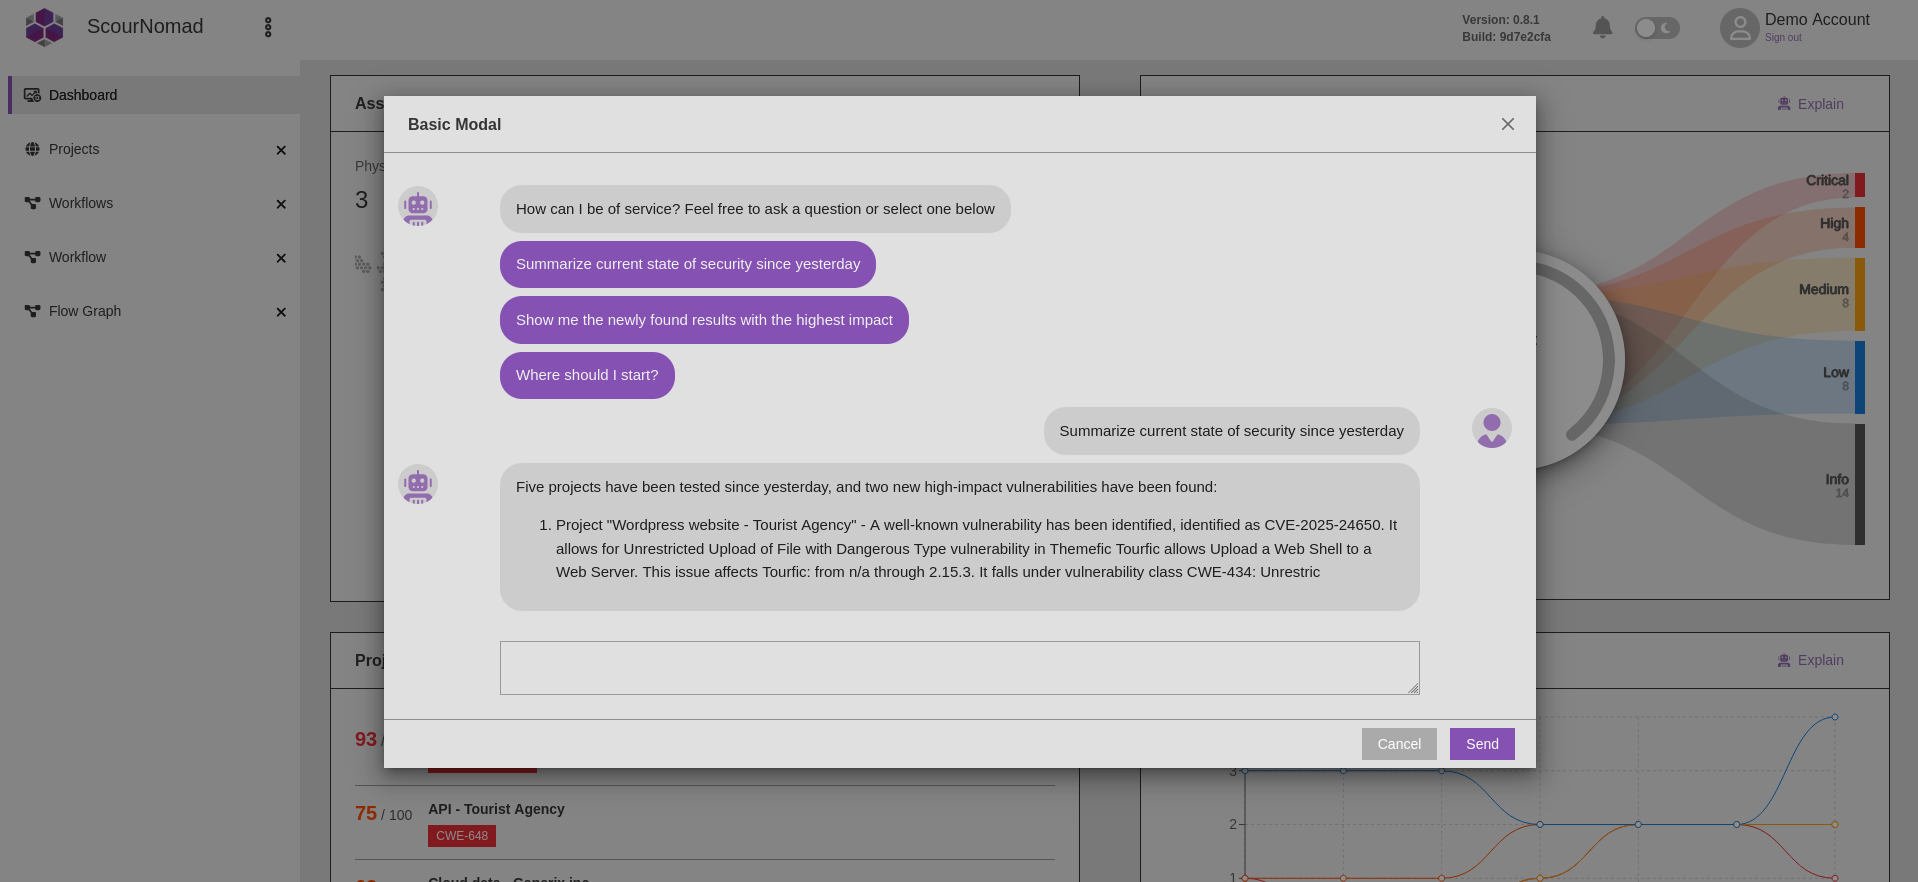 ScourNomad
Version: 0.8.1
Build: 9d7e2cfa
Demo Account
Sign out
Dashboard
Projects
Workflows
Workflow
Flow Graph
Ass
Phys
3
Explain
Critical
2
High
4
Medium
8
Low
8
Info
14
Basic Modal
How can I be of service? Feel free to ask a question or select one below
Summarize current state of security since yesterday
Show me the newly found results with the highest impact
Where should I start?
Summarize current state of security since yesterday
Five projects have been tested since yesterday, and two new high-impact vulnerabilities have been found:
1. Project "Wordpress website - Tourist Agency" - A well-known vulnerability has been identified, identified as CVE-2025-24650. It
allows for Unrestricted Upload of File with Dangerous Type vulnerability in Themefic Tourfic allows Upload a Web Shell to a
Web Server. This issue affects Tourfic: from n/a through 2.15.3. It falls under vulnerability class CWE-434: Unrestric
Cancel
Send
Proj
93 /
75 / 100
API - Tourist Agency
CWE-648
Explain
3
2
1